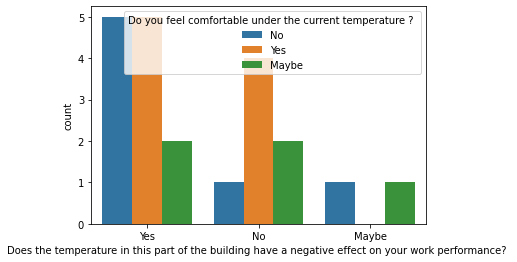 Do you feel comfortable under the current temperature ?
No
Yes
Maybe
5
4
3
2
1
0
count
Yes No Maybe
Does the temperature in this part of the building have a negative effect on your work performance?